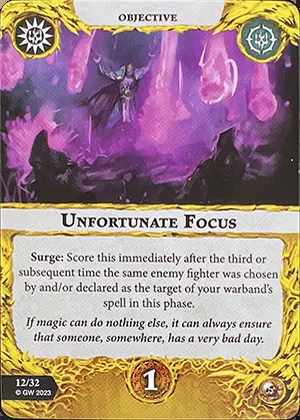 OBJECTIVE
UNFORTUNATE FOCUS
Surge: Score this immediately after the third or
subsequent time the same enemy fighter was chosen
by and/or declared as the target of your warband's
spell in this phase.
If magic can do nothing else, it can always ensure
that someone, somewhere, has a very bad day.
12/32
© GW 2023
1